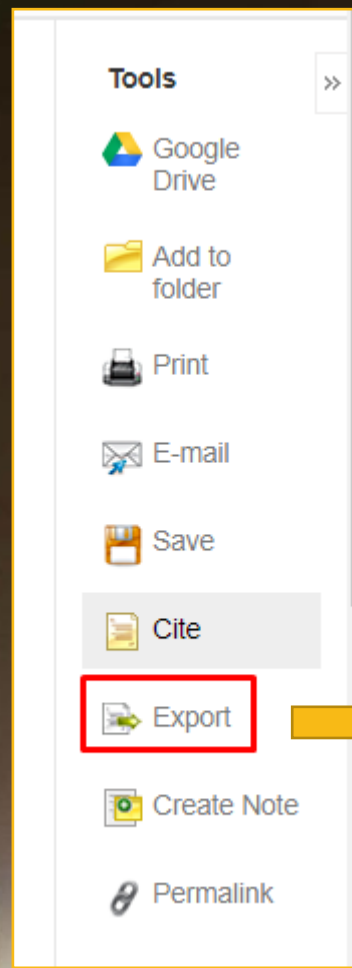 Tools
»
Google
Drive
Add to
folder
Print
E-mail
Save
Cite
Export
Create Note
Permalink